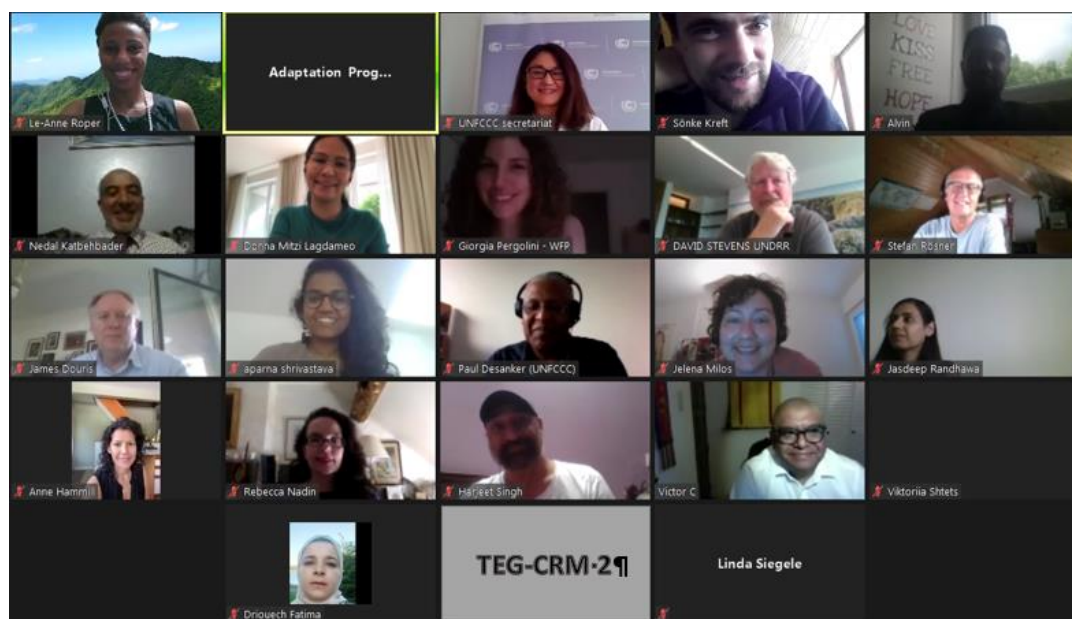 Le-Anne Roper
Adaptation Prog...
UNFCCC secretariat
Sönke Kreft
LOVE
KISS
FREE
HOPE
Alvin
Nedal Katbehbader
Donna Mitzi Lagdameo
Giorgia Pergolini - WFP
DAVID STEVENS UNDRR
Stefan Rösner
James Douris
aparna shrivastava
Paul Desanker (UNFCCC)
Jelena Milos
Jasdeep Randhawa
Anne Hammill
Rebecca Nadin
Harjeet Singh
Victor C
Viktoriia Shtets
Driouech Fatima
TEG-CRM·2¶
Linda Siegele